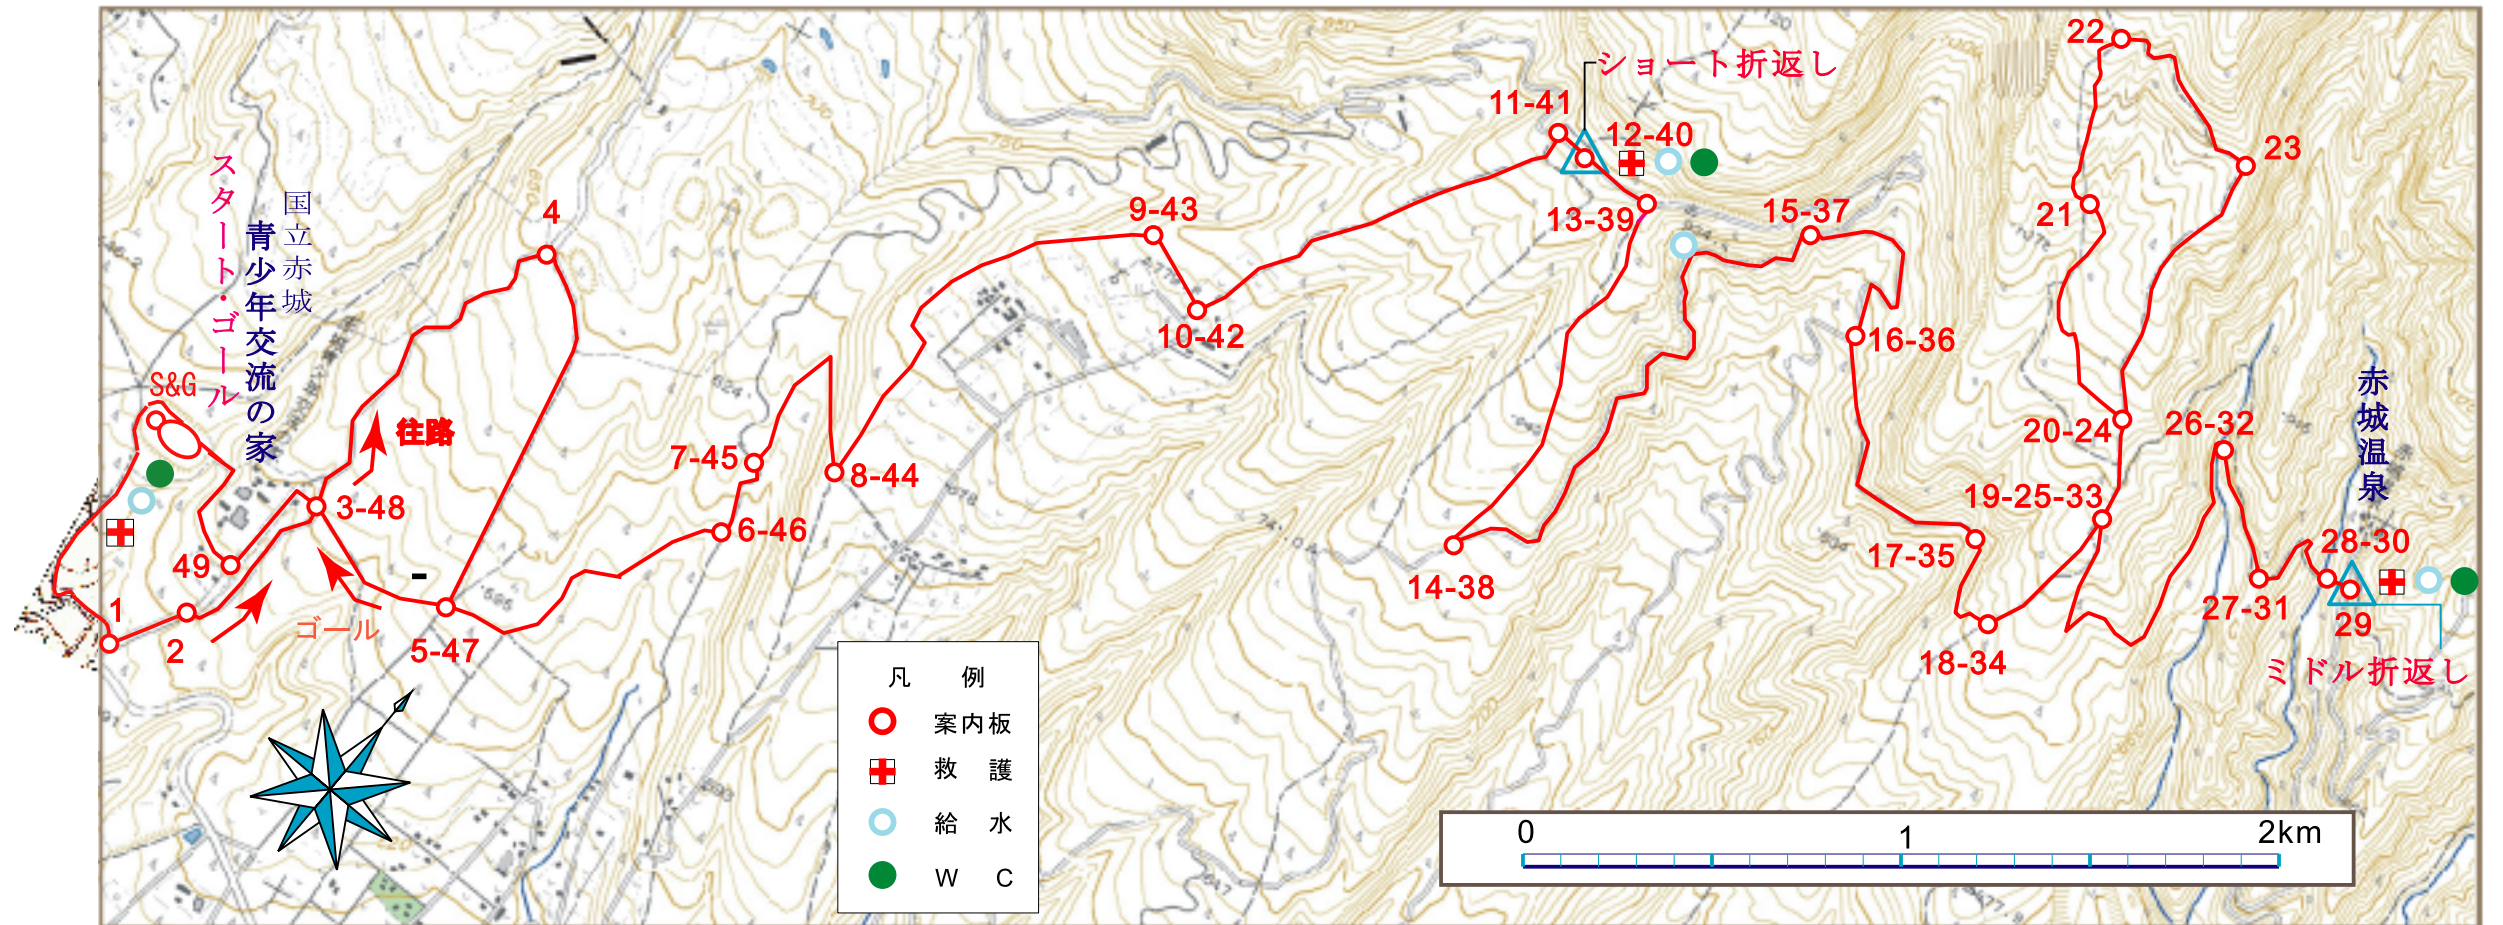 スタート・ゴール
国立赤城
青少年交流の家
S&G
1
2
3-48
49
往路
ゴール
4
5-47
6-46
7-45
8-44
9-43
10-42
11-41
ショート折返し
12-40
13-39
14-38
15-37
16-36
17-35
18-34
19-25-33
20-24
21
22
23
26-32
27-31
赤城温泉
28-30
29
ミドル折返し
凡 例
案内板
救 護
給 水
W C
0 1 2km